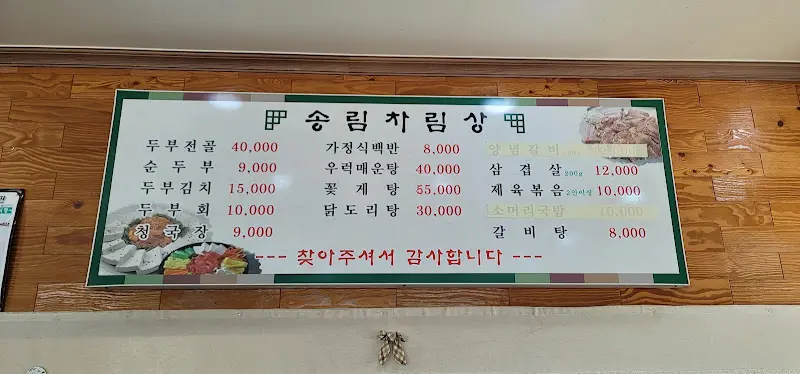 송림차림상
두부전골 40,000
순두부 9,000
두부김치 15,000
두부회 10,000
청국장 9,000
가정식백반 8,000
우럭매운탕 40,000
꽃게탕 55,000
닭도리탕 30,000
양념갈비
삼겹살 200g 12,000
제육볶음 2인이상 10,000
소머리국밥 10,000
갈비탕 8,000
--- 찾아주셔서 감사합니다 ---